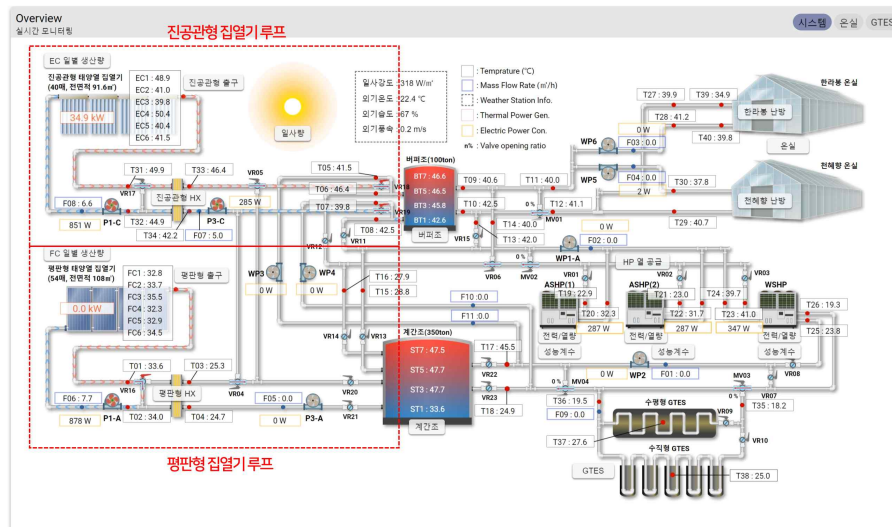 Overview
실시간 모니터링
시스템
온실
GTES
진공관형 집열기 루프
EC 일별 생산량
진공관형 태양열 집열기
(40매, 전면적 91.6㎡)
34.9 kW
EC1 : 48.9
EC2 : 41.0
EC3 : 39.8
EC4 : 50.4
EC5 : 40.4
EC6 : 41.5
진공관형 출구
일사량
일사강도 : 318 W/㎡
외기온도 : 22.4 ℃
외기습도 : 67 %
외기풍속 : 0.2 m/s
: Temprature (℃)
: Mass Flow Rate (㎥/h)
: Weather Station Info.
: Thermal Power Gen.
: Electric Power Con.
n% : Valve opening ratio
T27 : 39.9
T39 : 34.9
T28 : 41.2
T40 : 39.8
한라봉 온실
한라봉 난방
온실
WP6
0 W
F03 : 0.0
F04 : 0.0
WP5
2 W
T30 : 37.8
T29 : 40.7
천혜향 온실
천혜향 난방
T31 : 49.9
T33 : 46.4
VR05
VR17
진공관형 HX
285 W
F08 : 6.6
P1-C
851 W
T32 : 44.9
T34 : 42.2
P3-C
F07 : 5.0
T05 : 41.5
T06 : 46.4
T07 : 39.8
T08 : 42.5
VR18
VR19
VR12
VR11
버퍼조(100ton)
BT7 : 46.6
BT5 : 46.5
BT3 : 45.8
BT1 : 42.6
버퍼조
T09 : 40.6
T10 : 42.5
T11 : 40.0
0 %
T12 : 41.1
MV01
T14 : 40.0
T13 : 42.0
VR15
VR06
0 %
MV02
0 W
F02 : 0.0
WP1-A
HP 열 공급
VR01
VR02
VR03
FC 일별 생산량
평판형 태양열 집열기
(54매, 전면적 108㎡)
0.0 kW
FC1 : 32.8
FC2 : 33.7
FC3 : 35.5
FC4 : 32.3
FC5 : 32.9
FC6 : 34.5
평판형 출구
WP3
WP4
0 W
0 W
T16 : 27.9
T15 : 28.8
F10 : 0.0
F11 : 0.0
ASHP(1)
T19 : 22.9
T20 : 32.3
287 W
전력/열량
성능계수
ASHP(2)
T21 : 23.0
T22 : 31.7
287 W
전력/열량
성능계수
WSHP
T24 : 39.7
T23 : 41.0
347 W
전력/열량
성능계수
T26 : 19.3
T25 : 23.8
T01 : 33.6
T03 : 25.3
VR16
평판형 HX
VR04
F06 : 7.7
P1-A
878 W
T02 : 34.0
T04 : 24.7
F05 : 0.0
0 W
P3-A
VR20
VR21
VR14
VR13
계간조(350ton)
ST7 : 47.5
ST5 : 47.7
ST3 : 47.7
ST1 : 33.6
계간조
T17 : 45.5
VR22
VR23
T18 : 24.9
0 W
WP2
F01 : 0.0
MV04
0 %
MV03
0 %
VR07
VR08
T36 : 19.5
F09 : 0.0
T37 : 27.6
수평형 GTES
VR09
T35 : 18.2
VR10
수직형 GTES
GTES
T38 : 25.0
평판형 집열기 루프